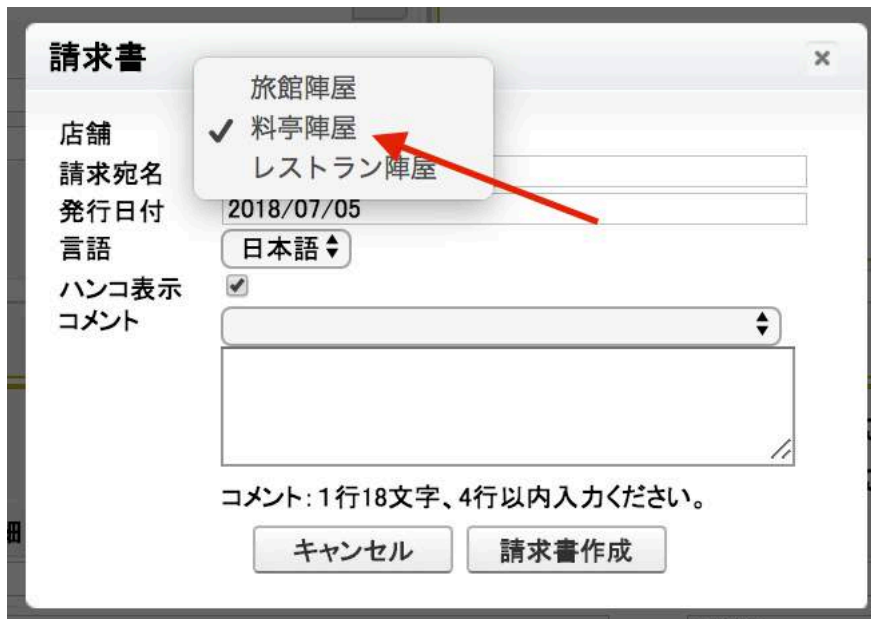 請求書
×
旅館陣屋
店舗 ✓ 料亭陣屋
レストラン陣屋
請求宛名
発行日付 2018/07/05
言語 日本語
ハンコ表示
コメント
コメント：1行18文字、4行以内入力ください。
キャンセル 請求書作成
細